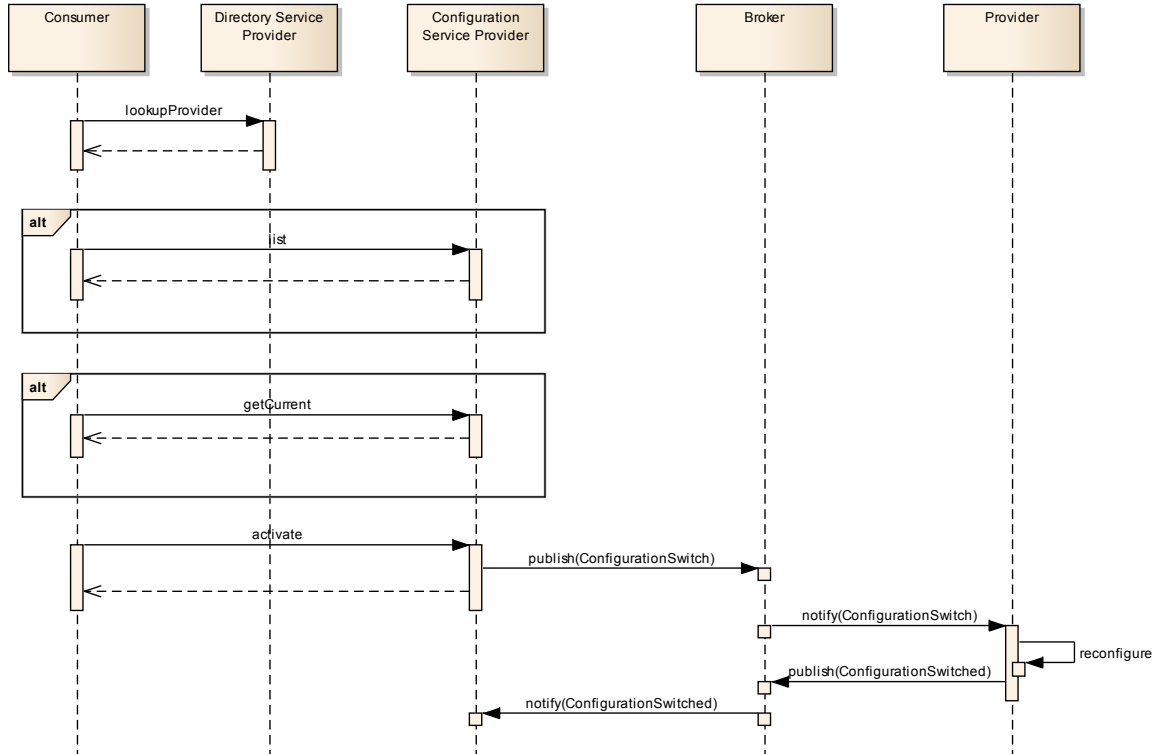 Consumer
Directory Service
Provider
Configuration
Service Provider
Broker
Provider
lookupProvider
alt
list
alt
getCurrent
activate
publish(ConfigurationSwitch)
notify(ConfigurationSwitch)
reconfigure
publish(ConfigurationSwitched)
notify(ConfigurationSwitched)